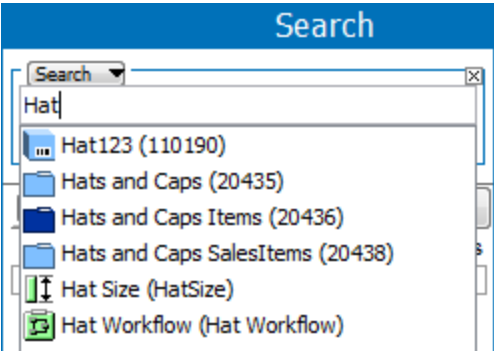 Search
Search
Hat
Hat123 (110190)
Hats and Caps (20435)
Hats and Caps Items (20436)
Hats and Caps SalesItems (20438)
s
Hat Size (HatSize)
Hat Workflow (Hat Workflow)